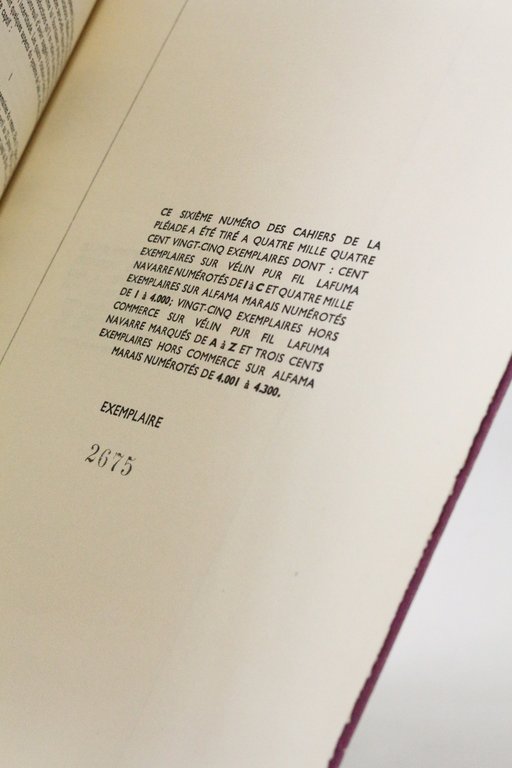 CE SIXIÈME NUMÉRO DES CAHIERS DE LA
PLÉIADE A ÉTÉ TIRÉ A QUATRE MILLE QUATRE
CENT VINGT-CINQ EXEMPLAIRES DONT : CENT
EXEMPLAIRES SUR VÉLIN PUR FIL LAFUMA
NAVARRE NUMÉROTÉS DE I à C ET QUATRE MILLE
EXEMPLAIRES SUR ALFAMA MARAIS NUMÉROTÉS
DE 1 à 4.000; VINGT-CINQ EXEMPLAIRES HORS
COMMERCE SUR VÉLIN PUR FIL LAFUMA
NAVARRE MARQUÉS DE A à Z ET TROIS CENTS
EXEMPLAIRES HORS COMMERCE SUR ALFAMA
MARAIS NUMÉROTÉS DE 4.001 à 4.300.
EXEMPLAIRE
2675